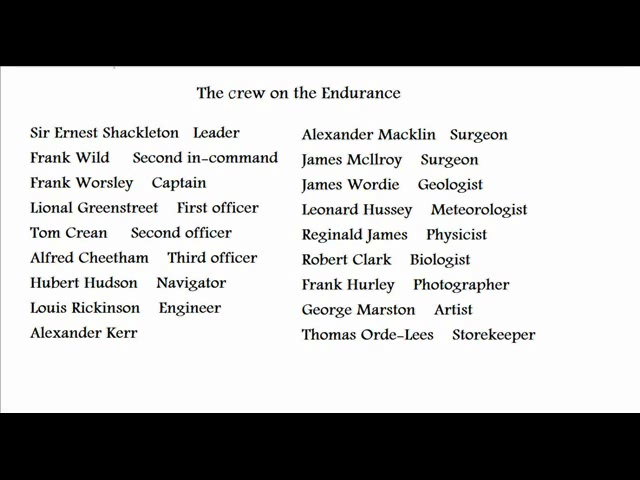 The crew on the Endurance
Sir Ernest Shackleton Leader
Frank Wild Second in-command
Frank Worsley Captain
Lional Greenstreet First officer
Tom Crean Second officer
Alfred Cheetham Third officer
Hubert Hudson Navigator
Louis Rickinson Engineer
Alexander Kerr
Alexander Macklin Surgeon
James Mcllroy Surgeon
James Wordie Geologist
Leonard Hussey Meteorologist
Reginald James Physicist
Robert Clark Biologist
Frank Hurley Photographer
George Marston Artist
Thomas Orde-Lees Storekeeper